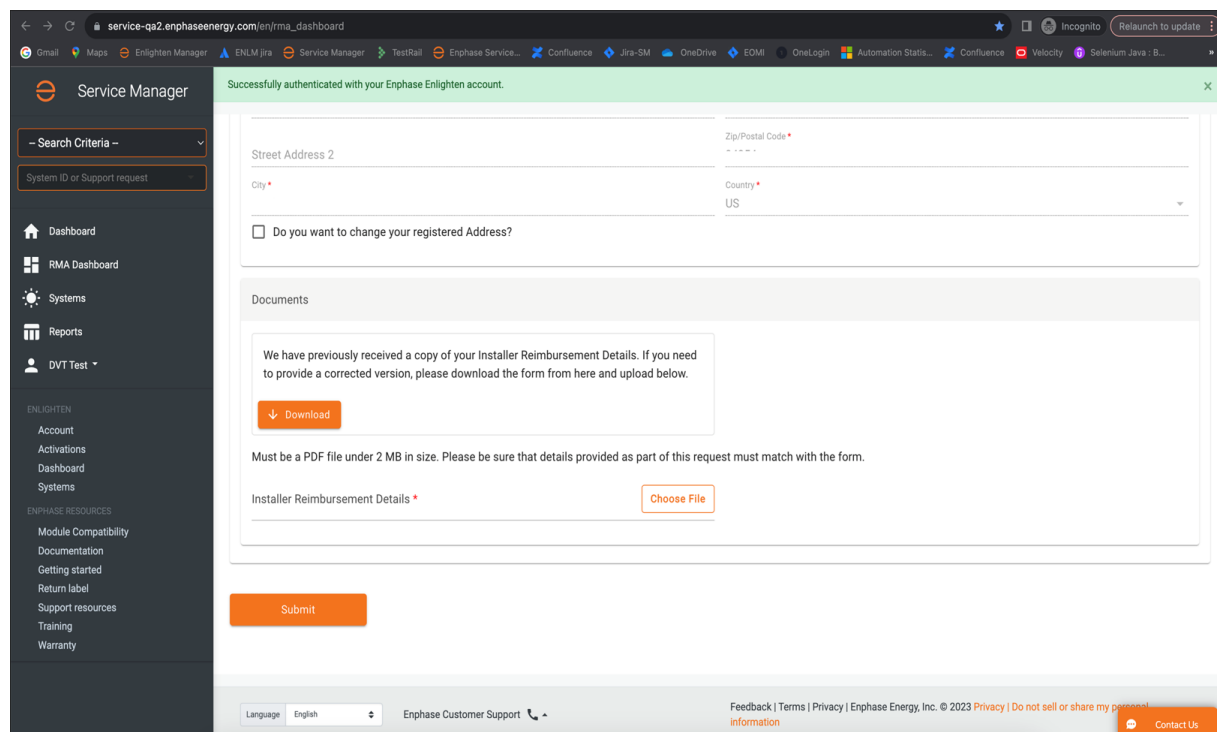 service-qa2.enphaseenergy.com/en/rma_dashboard
Incognito
Relaunch to update
Gmail Maps Enlighten Manager ENLM jira Service Manager TestRail Enphase Service... Confluence Jira-SM OneDrive EOMI OneLogin Automation Statis... Confluence Velocity Selenium Java : B... »
Service Manager
Successfully authenticated with your Enphase Enlighten account. ×
-- Search Criteria --
System ID or Support request
Dashboard
RMA Dashboard
Systems
Reports
DVT Test
ENLIGHTEN
Account
Activations
Dashboard
Systems
ENPHASE RESOURCES
Module Compatibility
Documentation
Getting started
Return label
Support resources
Training
Warranty
Street Address 2
Zip/Postal Code *
City *
Country *
US
Do you want to change your registered Address?
Documents
We have previously received a copy of your Installer Reimbursement Details. If you need
to provide a corrected version, please download the form from here and upload below.
Download
Must be a PDF file under 2 MB in size. Please be sure that details provided as part of this request must match with the form.
Installer Reimbursement Details *
Choose File
Submit
Language English
Enphase Customer Support
Feedback | Terms | Privacy | Enphase Energy, Inc. © 2023 Privacy | Do not sell or share my personal
information
Contact Us